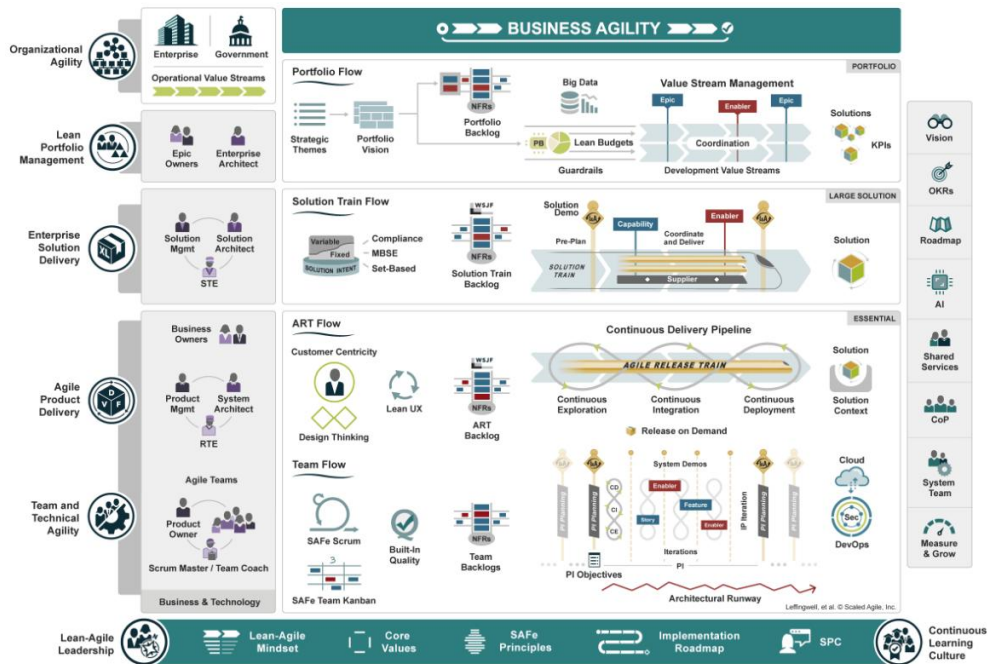 BUSINESS AGILITY
Organizational
Agility
Enterprise
Government
Operational Value Streams
Lean
Portfolio
Management
Epic
Owners
Enterprise
Architect
PORTFOLIO
Portfolio Flow
Strategic
Themes
Portfolio
Vision
NFRs
Portfolio
Backlog
Big Data
PB
Lean Budgets
Guardrails
Value Stream Management
Epic
Enabler
Epic
Coordination
Development Value Streams
Solutions
KPIs
Enterprise
Solution
Delivery
XL
Solution
Mgmt
Solution
Architect
STE
LARGE SOLUTION
Solution Train Flow
Variable
Fixed
SOLUTION INTENT
Compliance
MBSE
Set-Based
WSJF
NFRs
Solution Train
Backlog
Solution
Demo
I&A
Pre-Plan
SOLUTION
TRAIN
Capability
Coordinate
and Deliver
Enabler
Supplier
I&A
Solution
Agile
Product
Delivery
D
V
F
Business
Owners
Product
Mgmt
System
Architect
RTE
ESSENTIAL
ART Flow
Customer Centricity
Design Thinking
Lean UX
WSJF
NFRs
ART
Backlog
Continuous Delivery Pipeline
AGILE RELEASE TRAIN
Continuous
Exploration
Continuous
Integration
Continuous
Deployment
Release on Demand
Solution
Solution
Context
Team and
Technical
Agility
Agile Teams
Product
Owner
Scrum Master / Team Coach
Business & Technology
Team Flow
SAFe Scrum
3
SAFe Team Kanban
Built-In
Quality
NFRs
Team
Backlogs
I&A
PI Planning
I&A
PI Planning
CD
CI
CE
IP
System Demos
Enabler
Story
Feature
Enabler
IP Iteration
I&A
PI Planning
I&A
PI Planning
Iterations
PI
PI Objectives
Architectural Runway
Cloud
Sec
DevOps
Leffingwell, et al. © Scaled Agile, Inc.
Vision
OKRs
Roadmap
AI
Shared
Services
CoP
System
Team
Measure
& Grow
Lean-Agile
Leadership
Lean-Agile
Mindset
Core
Values
SAFe
Principles
Implementation
Roadmap
SPC
Continuous
Learning
Culture